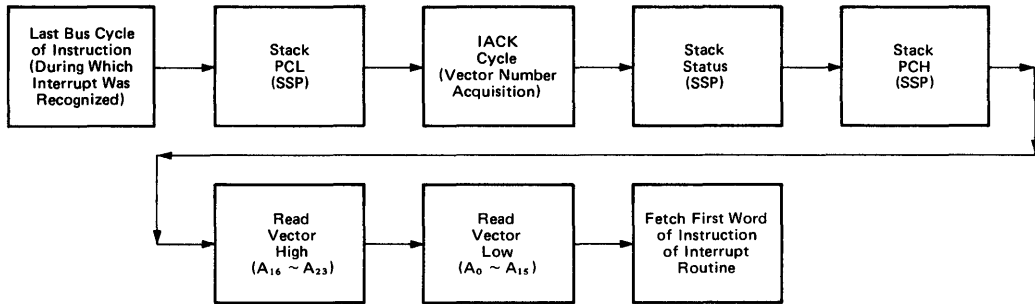 Last Bus Cycle
of Instruction
(During Which
Interrupt Was
Recognized)
Stack
PCL
(SSP)
IACK
Cycle
(Vector Number
Acquisition)
Stack
Status
(SSP)
Stack
PCH
(SSP)
Read
Vector
High
(A₁₆ ~ A₂₃)
Read
Vector
Low
(A₀ ~ A₁₅)
Fetch First Word
of Instruction
of Interrupt
Routine